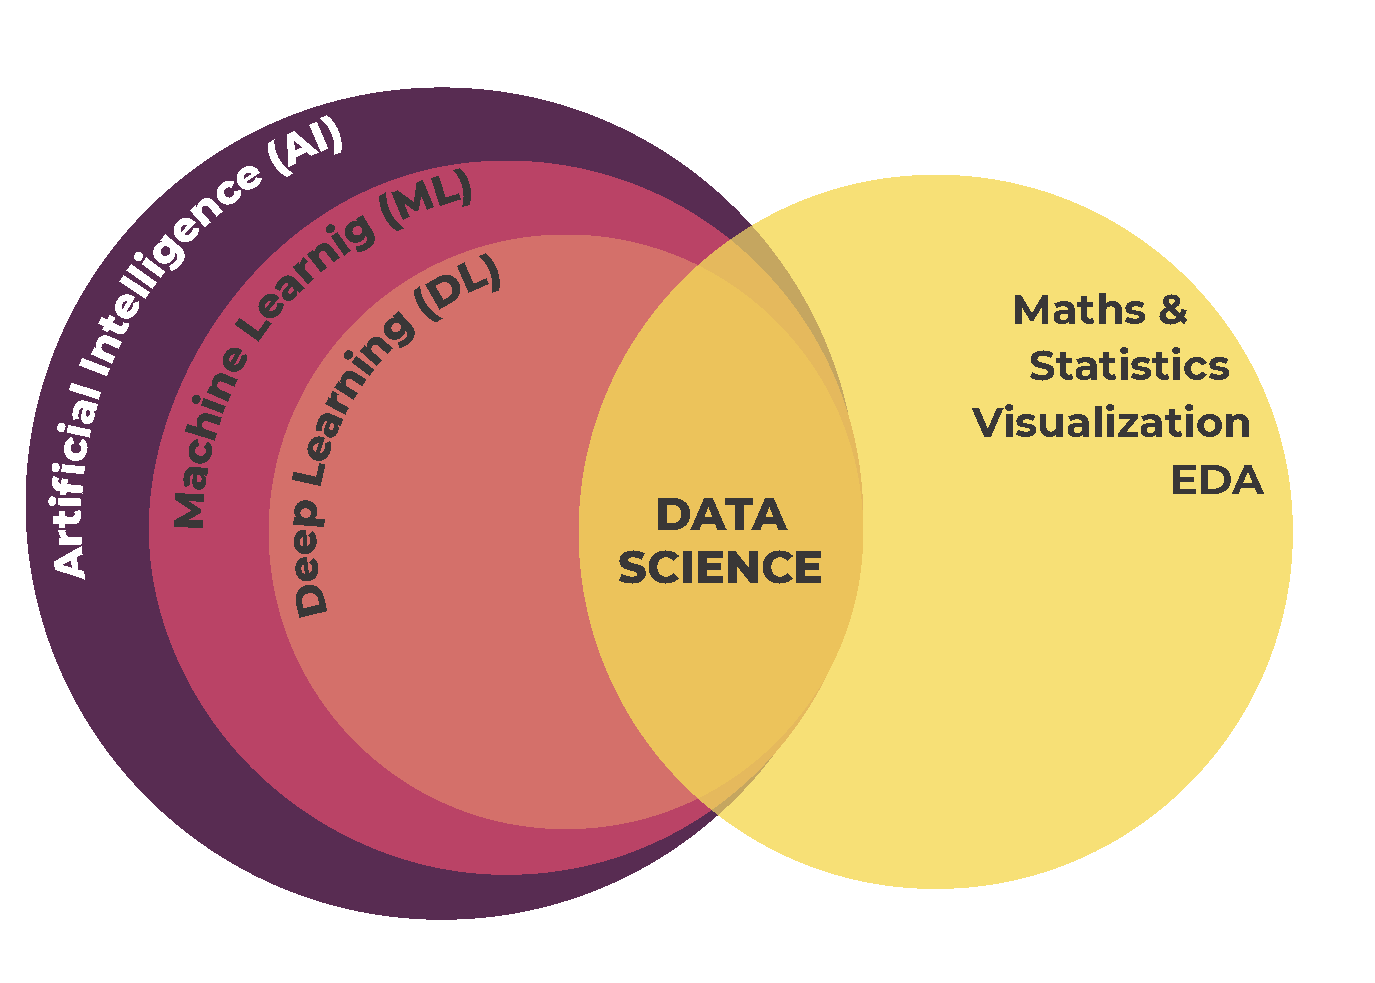 Artificial Intelligence (AI)
Machine Learnig (ML)
Deep Learning (DL)
DATA
SCIENCE
Maths &
Statistics
Visualization
EDA